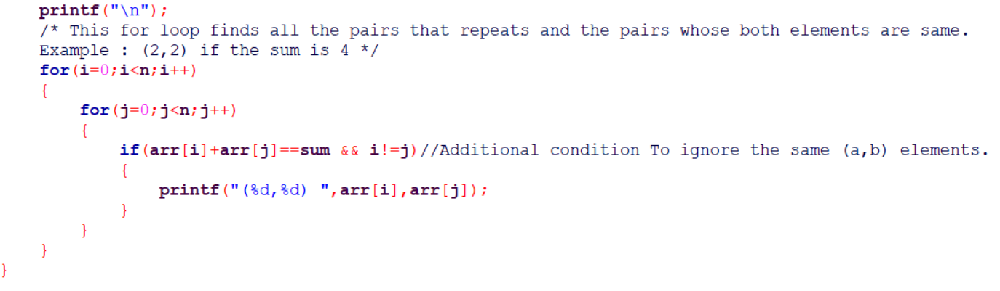 printf("\n");
/* This for loop finds all the pairs that repeats and the pairs whose both elements are same.
Example : (2,2) if the sum is 4 */
for(i=0;i<n;i++)
{
for(j=0;j<n;j++)
{
if(arr[i]+arr[j]==sum && i!=j)//Additional condition To ignore the same (a,b) elements.
{
printf("(%d,%d) ",arr[i],arr[j]);
}
}
}
}